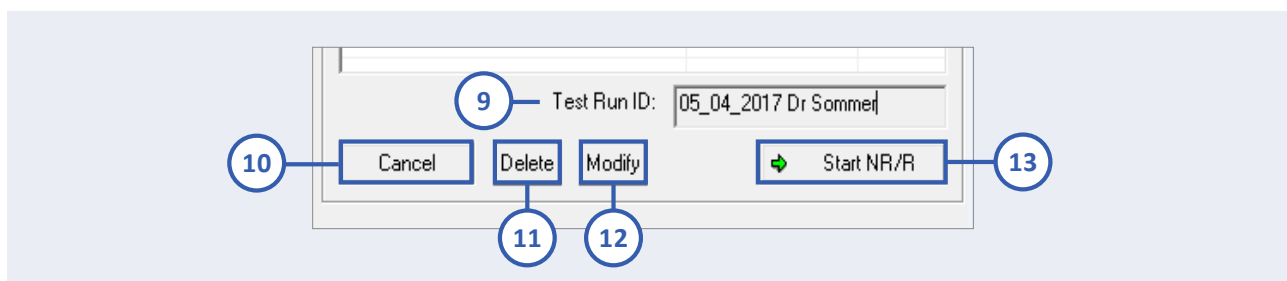 9 Test Run ID: 05_04_2017 Dr Sommer
10 Cancel Delete Modify Start NR/R 13
11 12